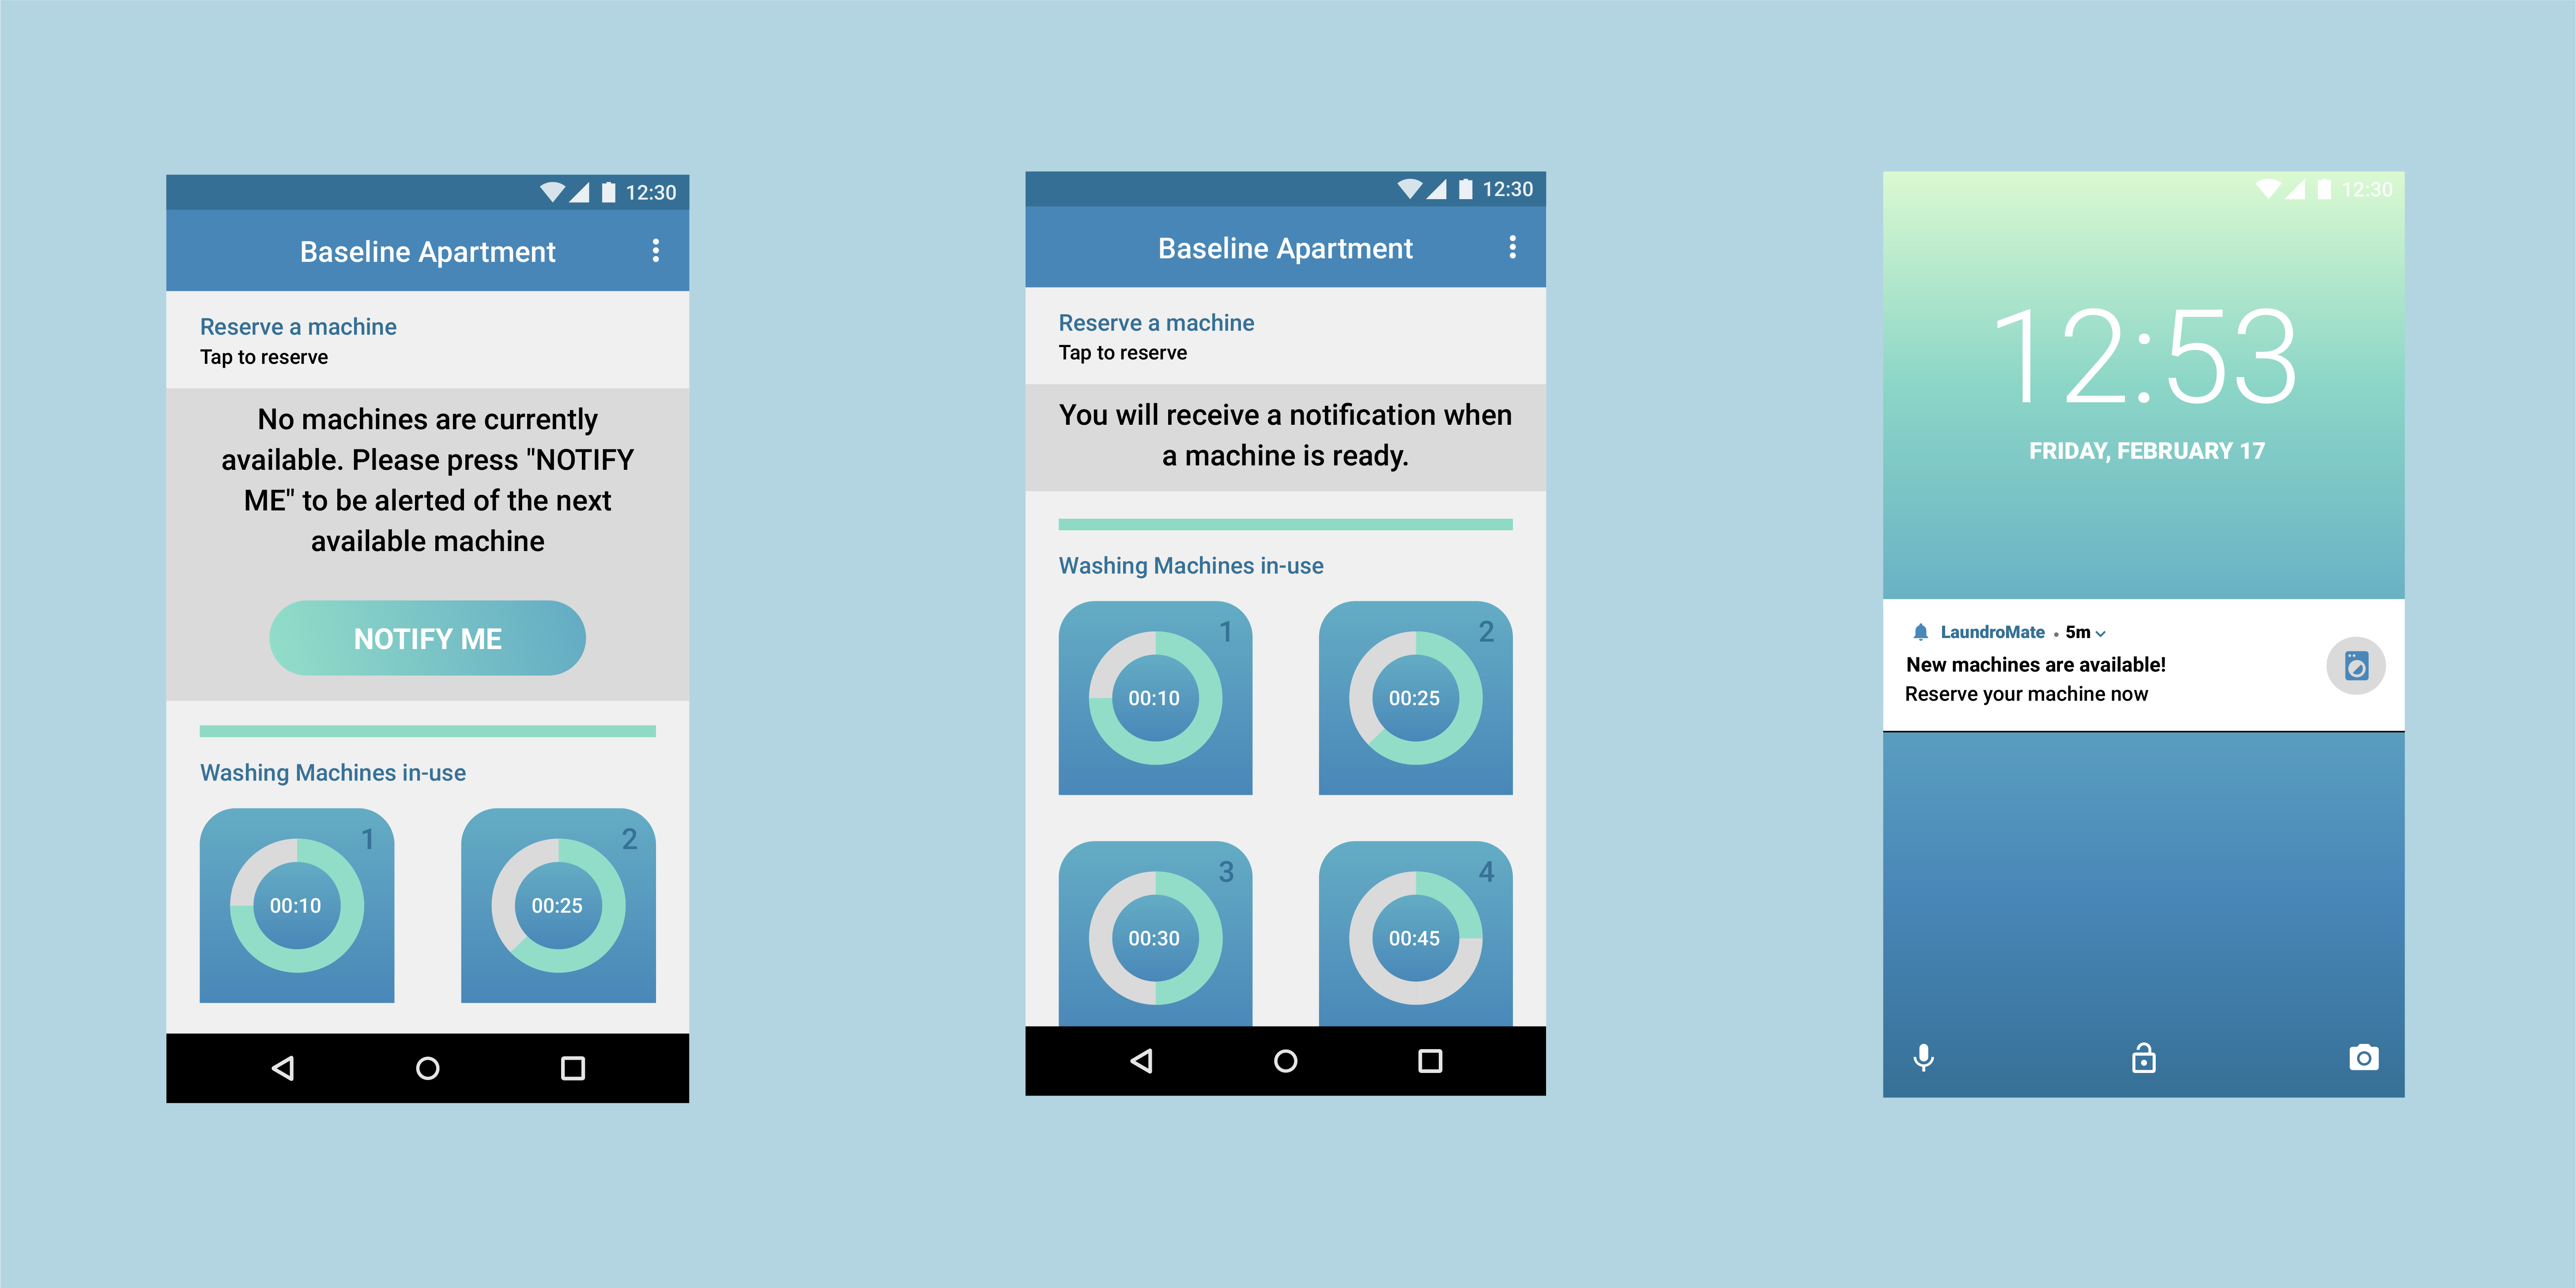 12:30
Baseline Apartment
Reserve a machine
Tap to reserve
No machines are currently
available. Please press "NOTIFY
ME" to be alerted of the next
available machine
NOTIFY ME
Washing Machines in-use
1
00:10
2
00:25
12:30
Baseline Apartment
Reserve a machine
Tap to reserve
You will receive a notification when
a machine is ready.
Washing Machines in-use
1
00:10
2
00:25
3
00:30
4
00:45
12:30
12:53
FRIDAY, FEBRUARY 17
LaundroMate • 5m
New machines are available!
Reserve your machine now